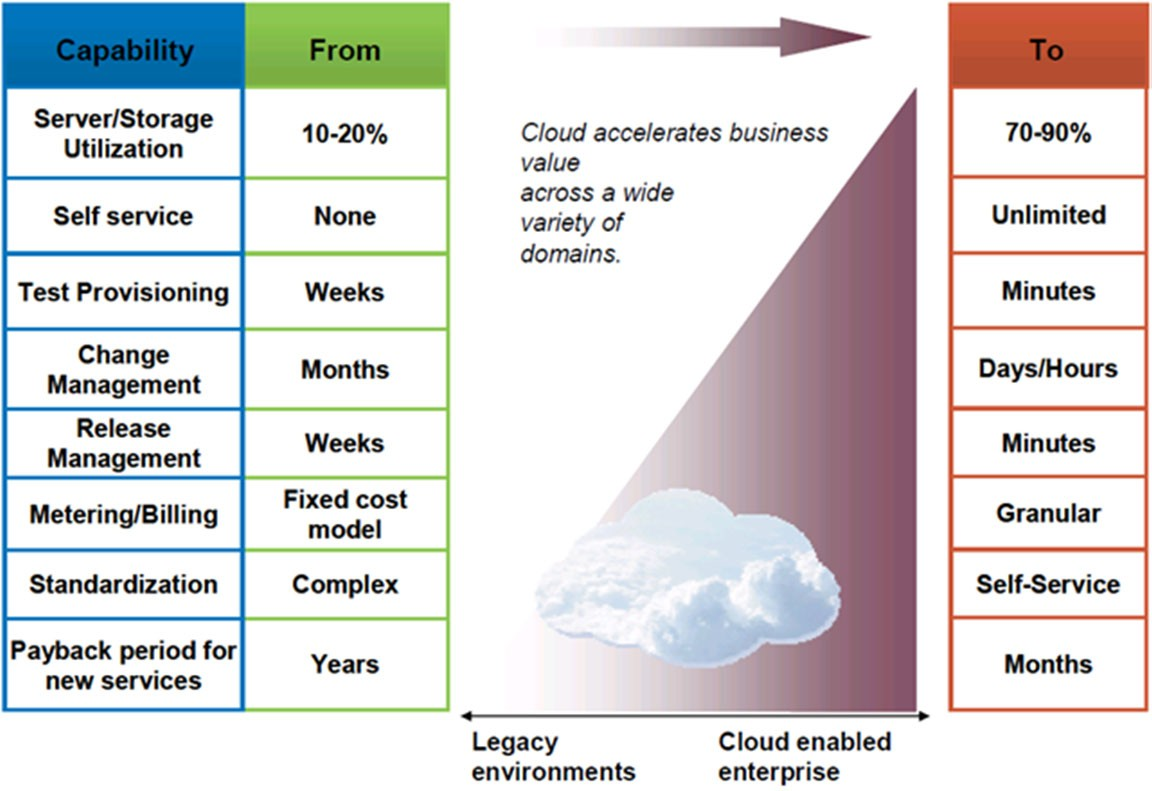 Capability
From
To
Server/Storage
Utilization
10-20%
70-90%
Self service
None
Unlimited
Test Provisioning
Weeks
Minutes
Change
Management
Months
Days/Hours
Release
Management
Weeks
Minutes
Metering/Billing
Fixed cost
model
Granular
Standardization
Complex
Self-Service
Payback period for
new services
Years
Months
Cloud accelerates business
value
across a wide
variety of
domains.
Legacy
environments
Cloud enabled
enterprise